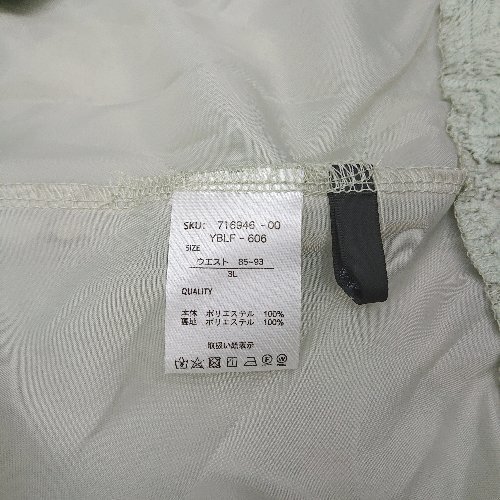 SKU: 716946-00
YBLF-606
SIZE
ウエスト 85-93
3L
QUALITY
本体 ポリエステル 100%
裏地 ポリエステル 100%
取扱い絵表示